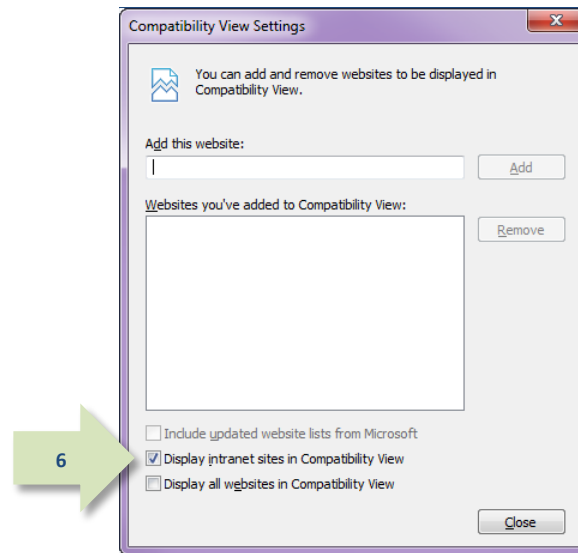 Compatibility View Settings
You can add and remove websites to be displayed in
Compatibility View.
Add this website:
Add
Websites you've added to Compatibility View:
Remove
Include updated website lists from Microsoft
6
Display intranet sites in Compatibility View
Display all websites in Compatibility View
Close